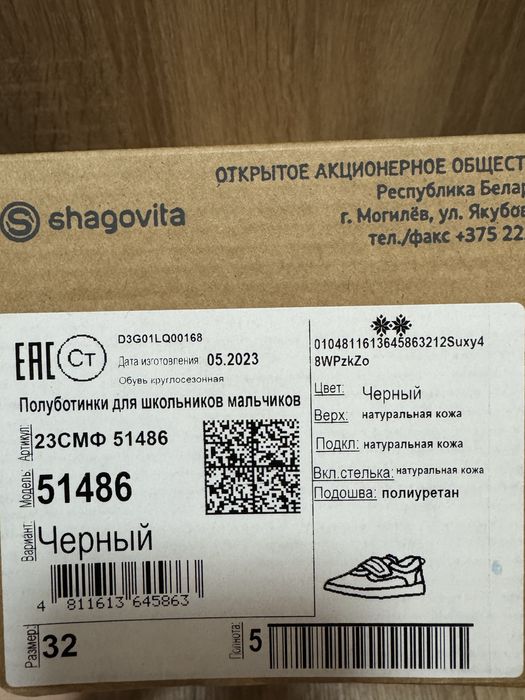 ОТКРЫТОЕ АКЦИОНЕРНОЕ ОБЩЕСТ
Республика Белар
г. Могилёв, ул. Якубов
тел./факс +375 22
shagovita
EAC Ст
D3G01LQ00168
Дата изготовления 05.2023
Обувь круглосезонная
Полуботинки для школьников мальчиков
Артикул: 23СМФ 51486
Модель: 51486
Вариант: Черный
4 811613 645863
Размер: 32
Полнота: 5
0104811613645863212Suxy4
8WPzkZo
Цвет: Черный
Верх: натуральная кожа
Подкл: натуральная кожа
Вкл.стелька: натуральная кожа
Подошва: полиуретан